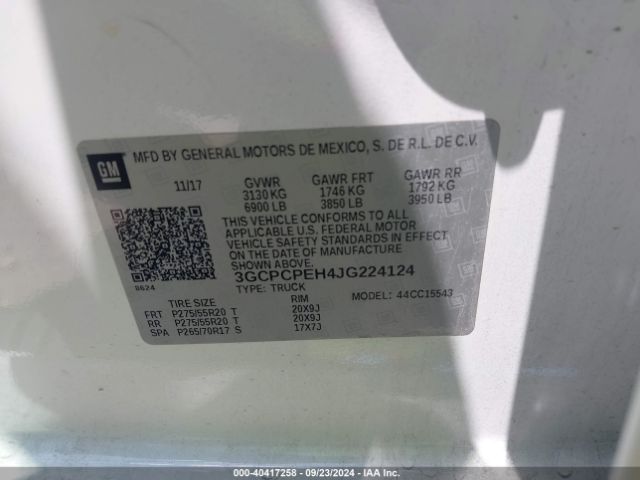 GM
MFD BY GENERAL MOTORS DE MEXICO, S. DE R.L. DE C.V.
11/17 GVWR GAWR FRT GAWR RR
3130 KG 1746 KG 1792 KG
6900 LB 3850 LB 3950 LB
THIS VEHICLE CONFORMS TO ALL
APPLICABLE U.S. FEDERAL MOTOR
VEHICLE SAFETY STANDARDS IN EFFECT
ON THE DATE OF MANUFACTURE
SHOWN ABOVE.
3GCPCPEH4JG224124
8624 TYPE: TRUCK
MODEL: 44CC15543
TIRE SIZE RIM
FRT P275/55R20 T 20X9J
RR P275/55R20 T 20X9J
SPA P265/70R17 S 17X7J
000-40417258 - 09/23/2024 - IAA Inc.